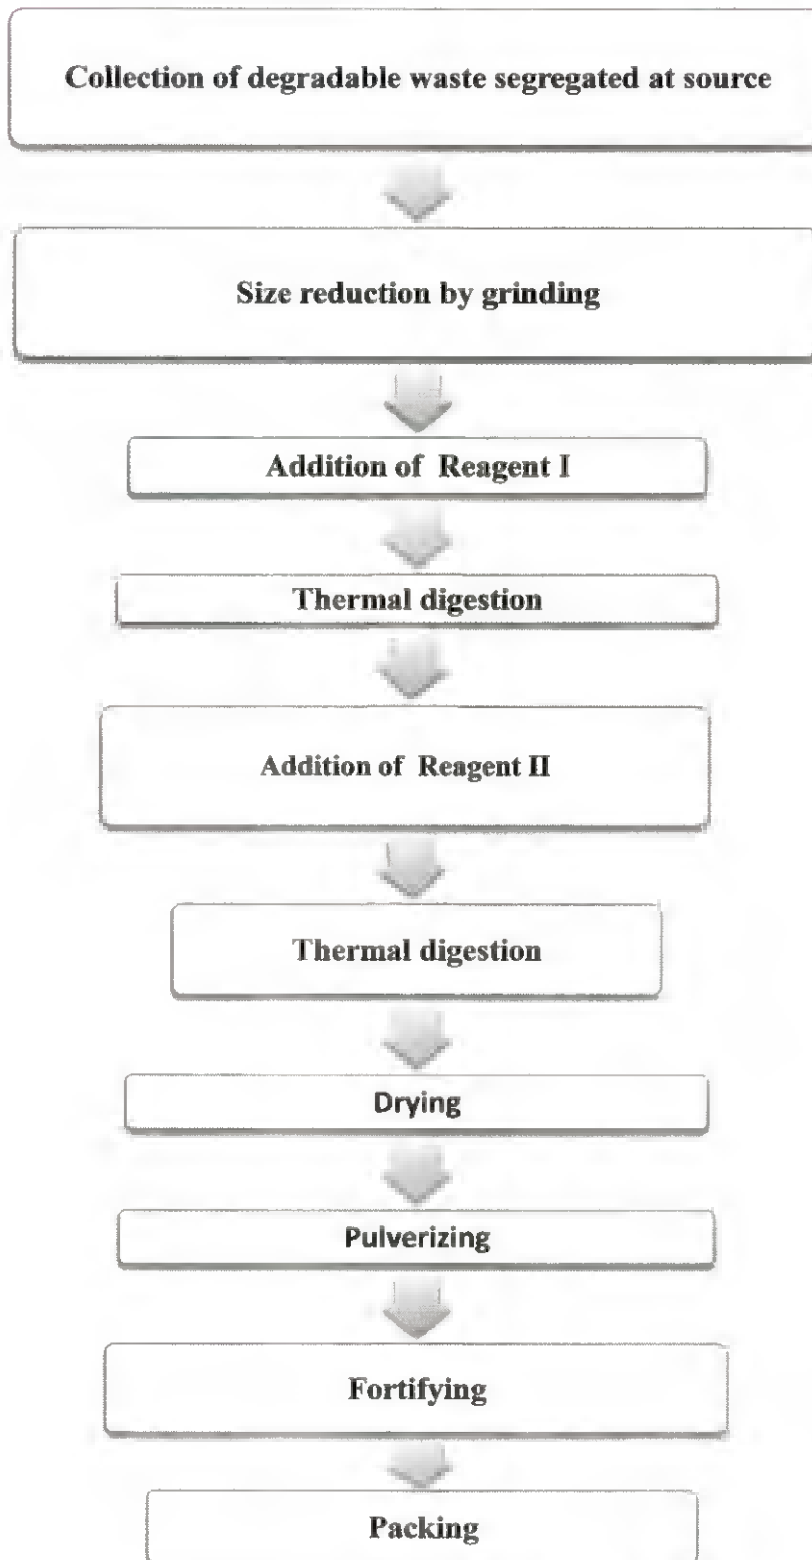 Collection of degradable waste segregated at source
Size reduction by grinding
Addition of Reagent I
Thermal digestion
Addition of Reagent II
Thermal digestion
Drying
Pulverizing
Fortifying
Packing